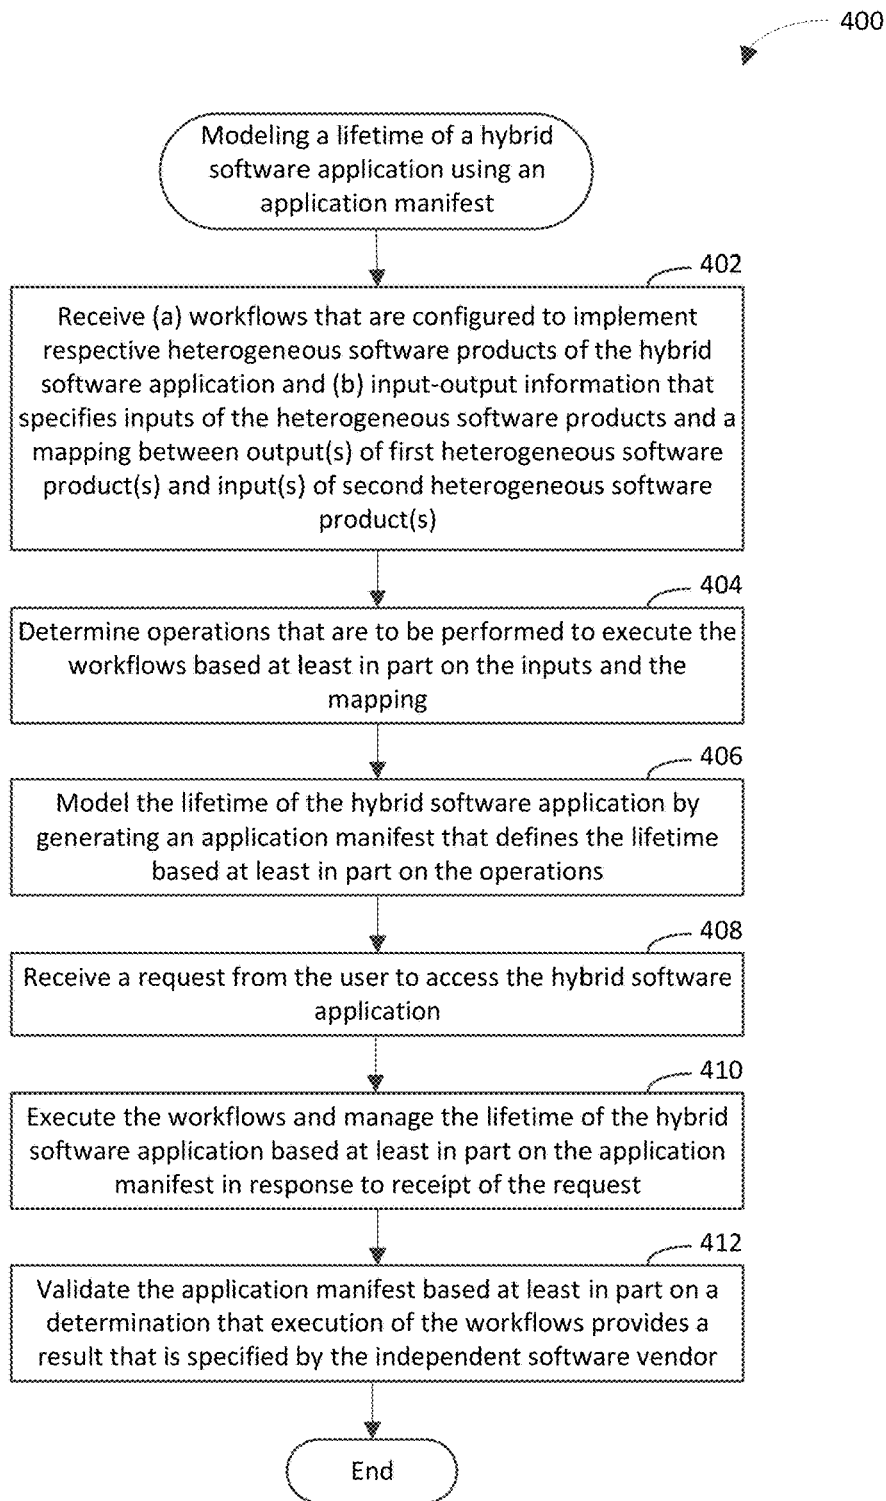 400
Modeling a lifetime of a hybrid
software application using an
application manifest
402
Receive (a) workflows that are configured to implement
respective heterogeneous software products of the hybrid
software application and (b) input-output information that
specifies inputs of the heterogeneous software products and a
mapping between output(s) of first heterogeneous software
product(s) and input(s) of second heterogeneous software
product(s)
404
Determine operations that are to be performed to execute the
workflows based at least in part on the inputs and the
mapping
406
Model the lifetime of the hybrid software application by
generating an application manifest that defines the lifetime
based at least in part on the operations
408
Receive a request from the user to access the hybrid software
application
410
Execute the workflows and manage the lifetime of the hybrid
software application based at least in part on the application
manifest in response to receipt of the request
412
Validate the application manifest based at least in part on a
determination that execution of the workflows provides a
result that is specified by the independent software vendor
End